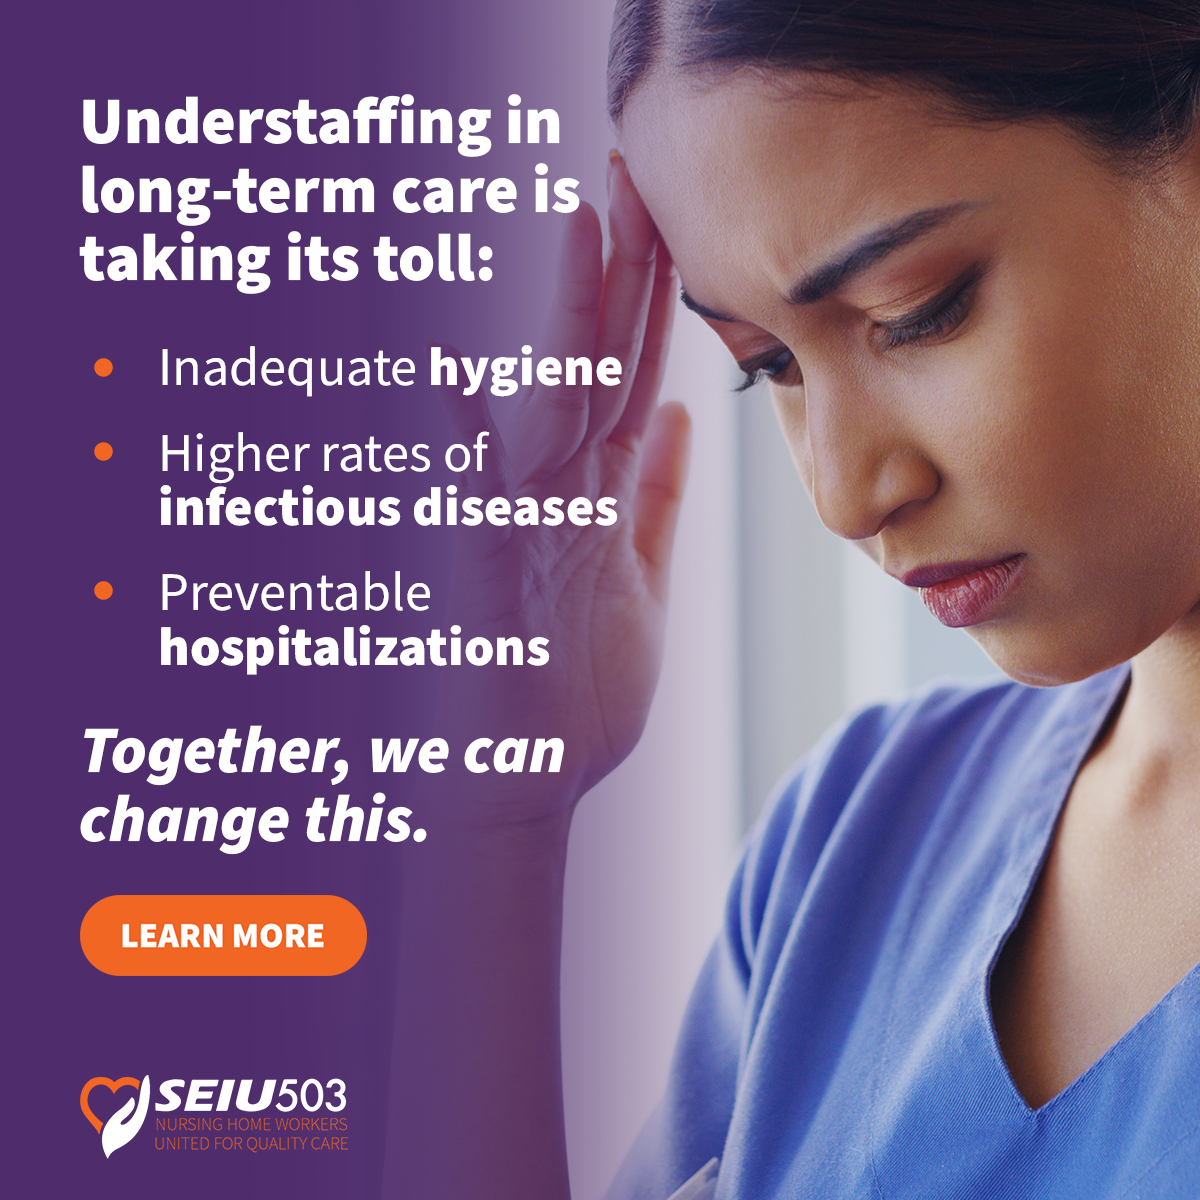 Understaffing in
long-term care is
taking its toll:
• Inadequate hygiene
• Higher rates of
infectious diseases
• Preventable
hospitalizations
Together, we can
change this.
LEARN MORE
SEIU503
NURSING HOME WORKERS
UNITED FOR QUALITY CARE